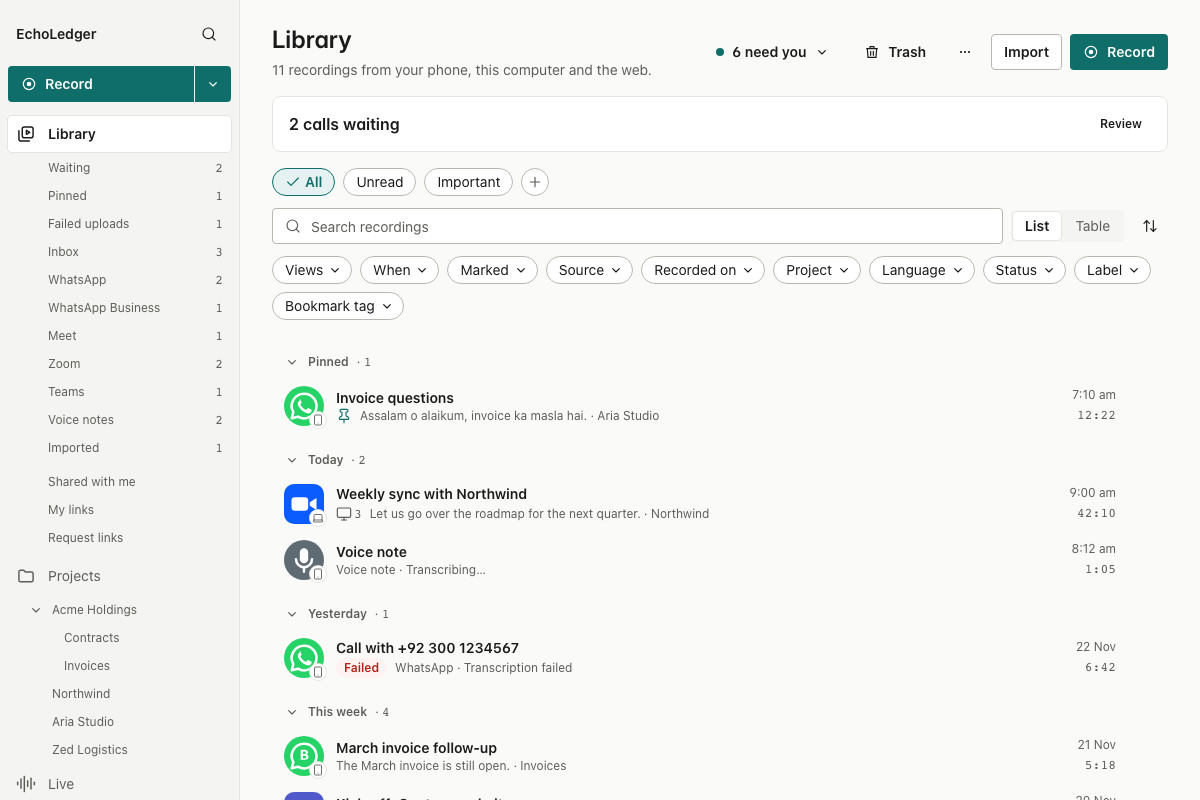 EchoLedger
Record
Library
Waiting 2
Pinned 1
Failed uploads 1
Inbox 3
WhatsApp 2
WhatsApp Business 1
Meet 1
Zoom 2
Teams 1
Voice notes 2
Imported 1
Shared with me
My links
Request links
Projects
Acme Holdings
Contracts
Invoices
Northwind
Aria Studio
Zed Logistics
Live
Library
11 recordings from your phone, this computer and the web.
6 need you
Trash
Import
Record
2 calls waiting
Review
All Unread Important
Search recordings
List Table
Views When Marked Source Recorded on Project Language Status Label
Bookmark tag
Pinned · 1
Invoice questions 7:10 am
Assalam o alaikum, invoice ka masla hai. · Aria Studio 12:22
Today · 2
Weekly sync with Northwind 9:00 am
3 Let us go over the roadmap for the next quarter. · Northwind 42:10
Voice note 8:12 am
Voice note · Transcribing… 1:05
Yesterday · 1
Call with +92 300 1234567 22 Nov
Failed WhatsApp · Transcription failed 6:42
This week · 4
March invoice follow-up 21 Nov
The March invoice is still open. · Invoices 5:18